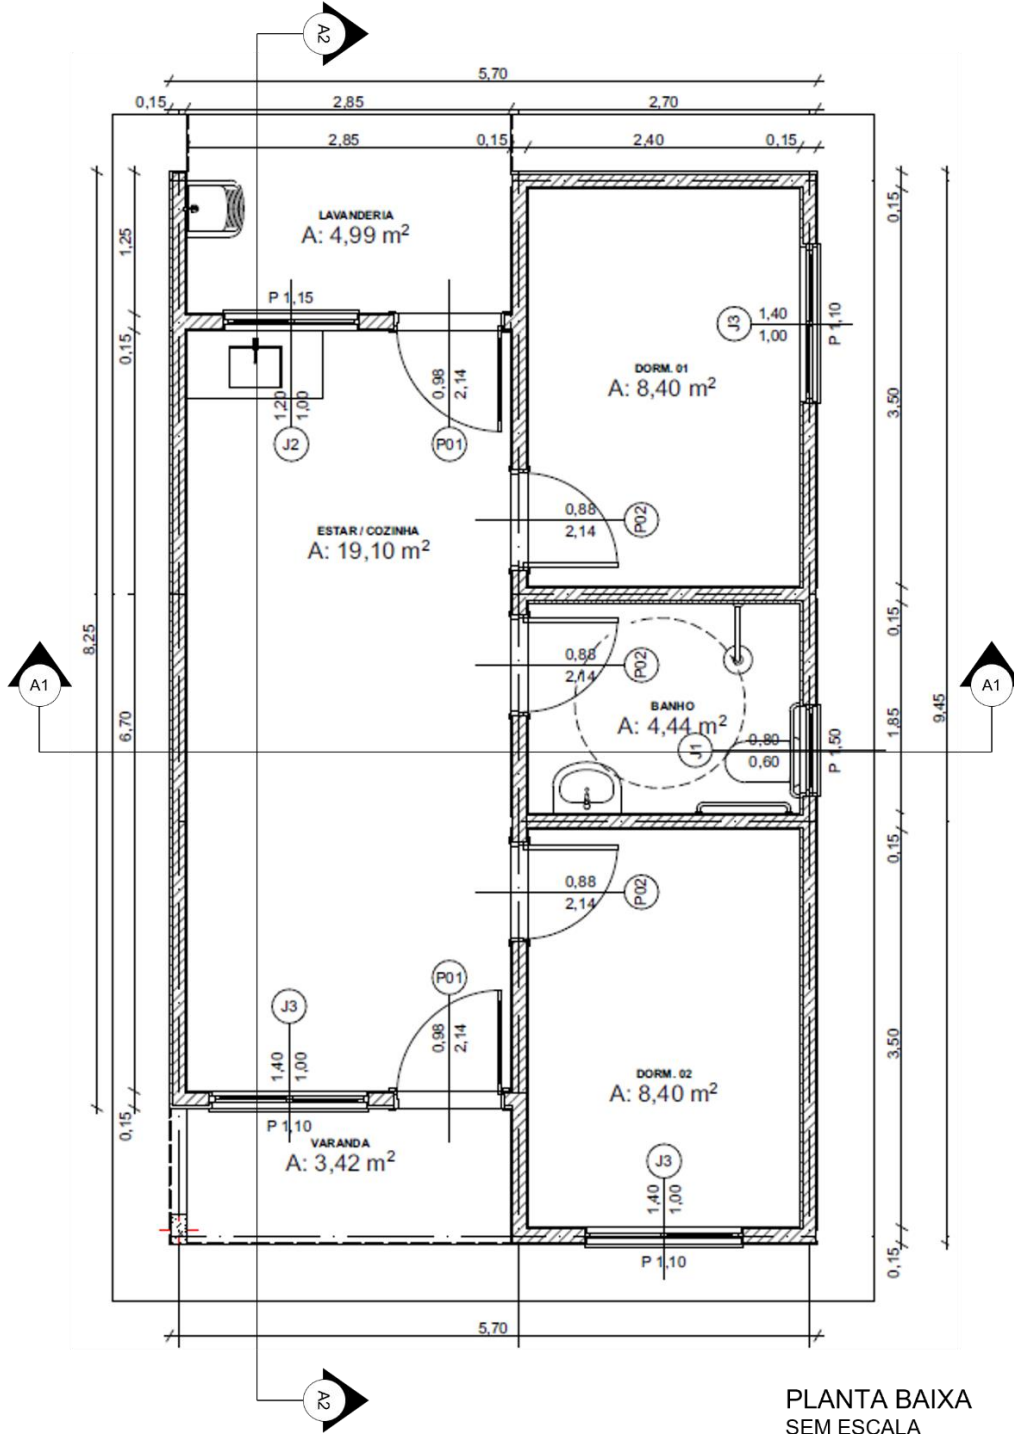 A2
5,70
0,15
2,85
2,70
2,85
0,15
2,40
0,15
LAVANDERIA
A: 4,99 m²
1,25
0,15
P 1,15
J3
1,40
1,00
P 1,10
0,15
DORM. 01
A: 8,40 m²
0,98
2,14
P01
1,20
1,00
J2
3,50
ESTAR / COZINHA
A: 19,10 m²
0,88
2,14
P02
8,25
0,15
A1
6,70
0,88
2,14
P02
BANHO
A: 4,44 m²
J1
0,80
0,60
P 1,50
1,85
9,45
A1
0,15
0,88
2,14
P02
P01
0,98
2,14
J3
1,40
1,00
3,50
DORM. 02
A: 8,40 m²
0,15
P 1,10
VARANDA
A: 3,42 m²
J3
1,40
1,00
P 1,10
0,15
5,70
A2
PLANTA BAIXA
SEM ESCALA